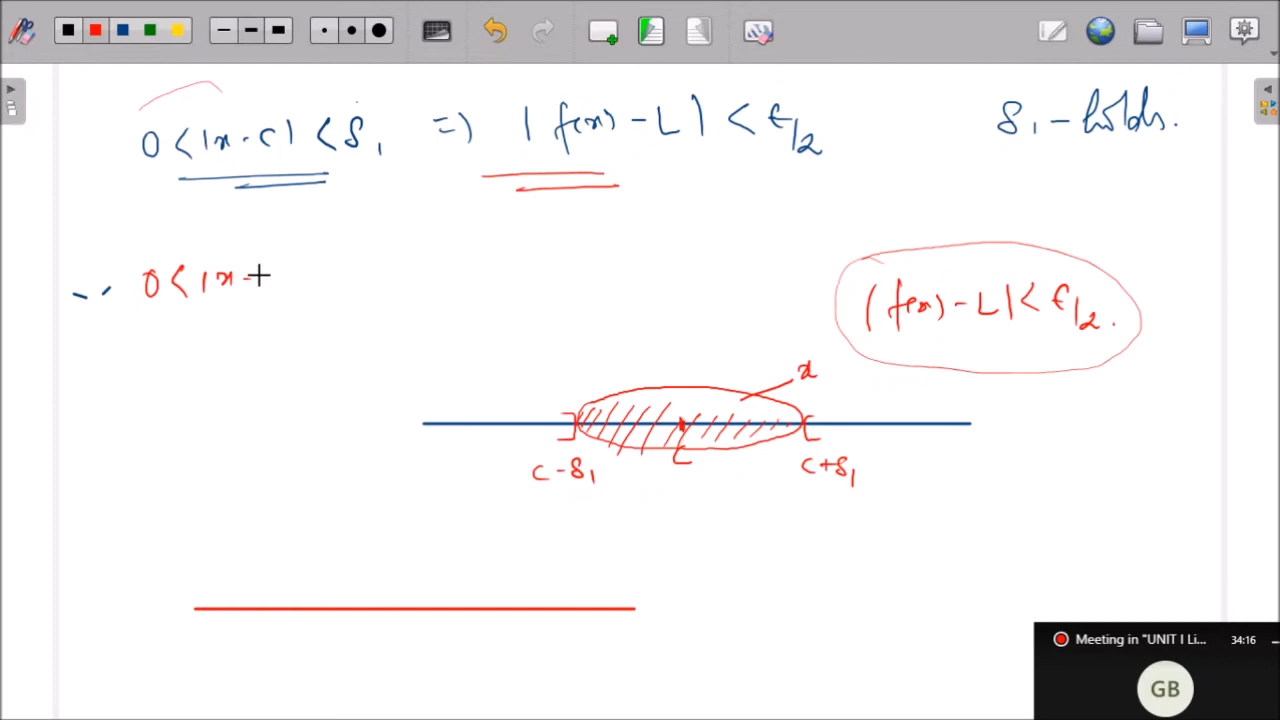 0 < |x - c| < δ₁ => | f(x) - L | < ε/2 δ₁ - holds.
0 < |x -
| f(x) - L | < ε/2 .
x
c
c - δ₁ c + δ₁
Meeting in "UNIT I Li... 34:16
GB